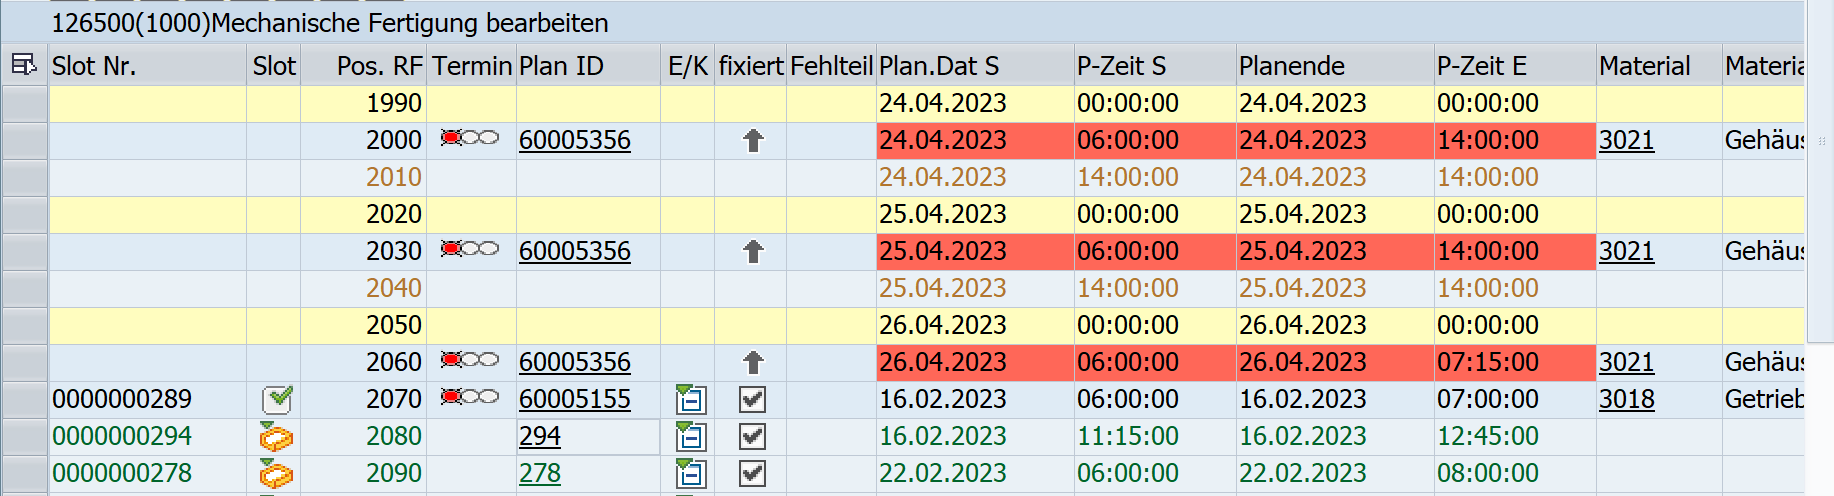 126500(1000)Mechanische Fertigung bearbeiten
Slot Nr. Slot Pos. RF Termin Plan ID E/K fixiert Fehlteil Plan.Dat S P-Zeit S Planende P-Zeit E Material Materia
1990 24.04.2023 00:00:00 24.04.2023 00:00:00
2000 60005356 24.04.2023 06:00:00 24.04.2023 14:00:00 3021 Gehäus
2010 24.04.2023 14:00:00 24.04.2023 14:00:00
2020 25.04.2023 00:00:00 25.04.2023 00:00:00
2030 60005356 25.04.2023 06:00:00 25.04.2023 14:00:00 3021 Gehäus
2040 25.04.2023 14:00:00 25.04.2023 14:00:00
2050 26.04.2023 00:00:00 26.04.2023 00:00:00
2060 60005356 26.04.2023 06:00:00 26.04.2023 07:15:00 3021 Gehäus
0000000289 2070 60005155 16.02.2023 06:00:00 16.02.2023 07:00:00 3018 Getrieb
0000000294 2080 294 16.02.2023 11:15:00 16.02.2023 12:45:00
0000000278 2090 278 22.02.2023 06:00:00 22.02.2023 08:00:00